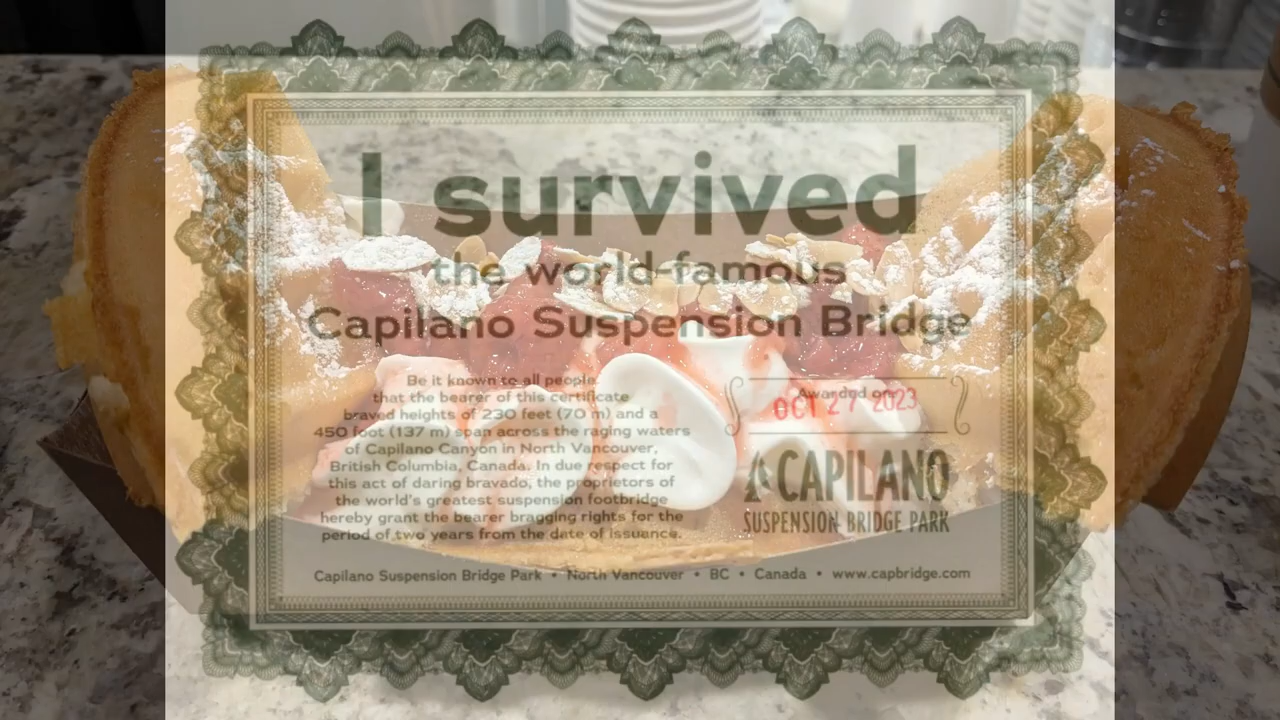 I survived
the world-famous
Capilano Suspension Bridge
Be it known to all people
that the bearer of this certificate
braved heights of 230 feet (70 m) and a
450 foot (137 m) span across the raging waters
of Capilano Canyon in North Vancouver,
British Columbia, Canada. In due respect for
this act of daring bravado, the proprietors of
the world's greatest suspension footbridge
hereby grant the bearer bragging rights for the
period of two years from the date of issuance.
Awarded on:
OCT 27 2023
CAPILANO
SUSPENSION BRIDGE PARK
Capilano Suspension Bridge Park • North Vancouver • BC • Canada • www.capbridge.com